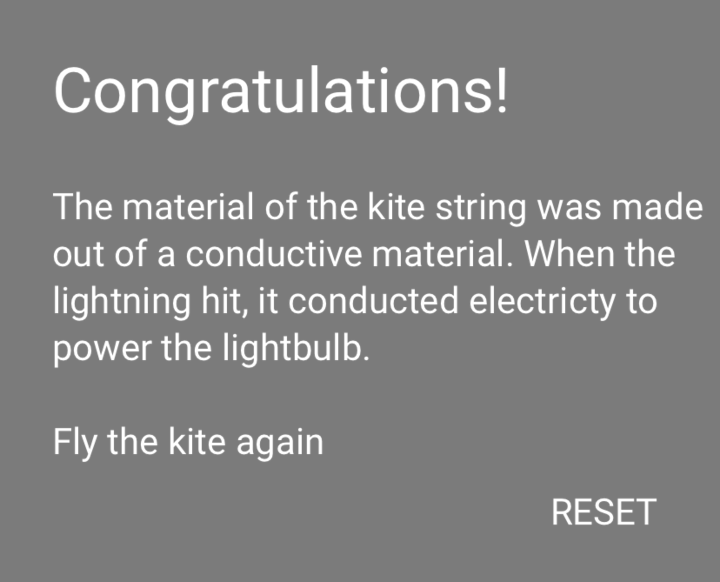 Congratulations!
The material of the kite string was made
out of a conductive material. When the
lightning hit, it conducted electricty to
power the lightbulb.
Fly the kite again
RESET